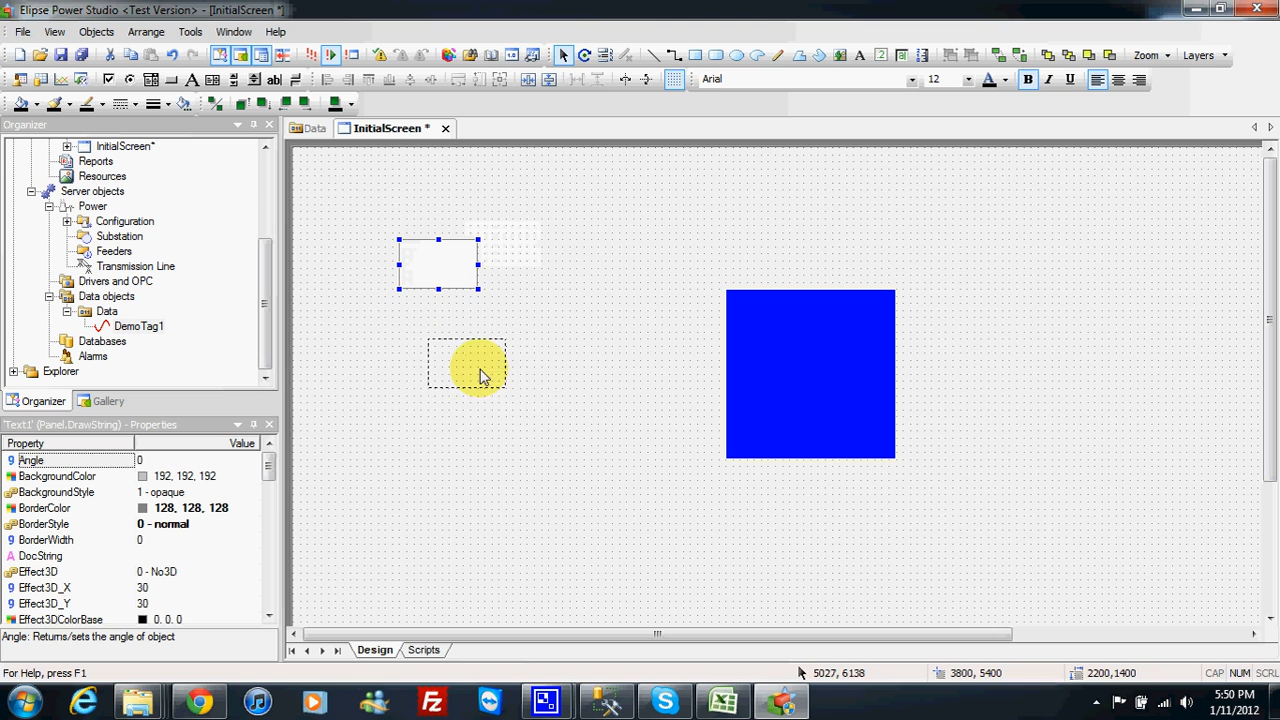 Elipse Power Studio <Test Version> - [InitialScreen *]
File View Objects Arrange Tools Window Help
Zoom Layers
Arial 12 B I U
Organizer
Data InitialScreen *
InitialScreen*
Reports
Resources
Server objects
Power
Configuration
Substation
Feeders
Transmission Line
Drivers and OPC
Data objects
Data
DemoTag1
Databases
Alarms
Explorer
Organizer Gallery
'Text1' (Panel.DrawString) - Properties
Property Value
Angle 0
BackgroundColor 192, 192, 192
BackgroundStyle 1 - opaque
BorderColor 128, 128, 128
BorderStyle 0 - normal
BorderWidth 0
DocString
Effect3D 0 - No3D
Effect3D_X 30
Effect3D_Y 30
Effect3DColorBase 0, 0, 0
Angle: Returns/sets the angle of object
Design Scripts
For Help, press F1 5027, 6138 3800, 5400 2200,1400 CAP NUM SCRL
5:50 PM
1/11/2012